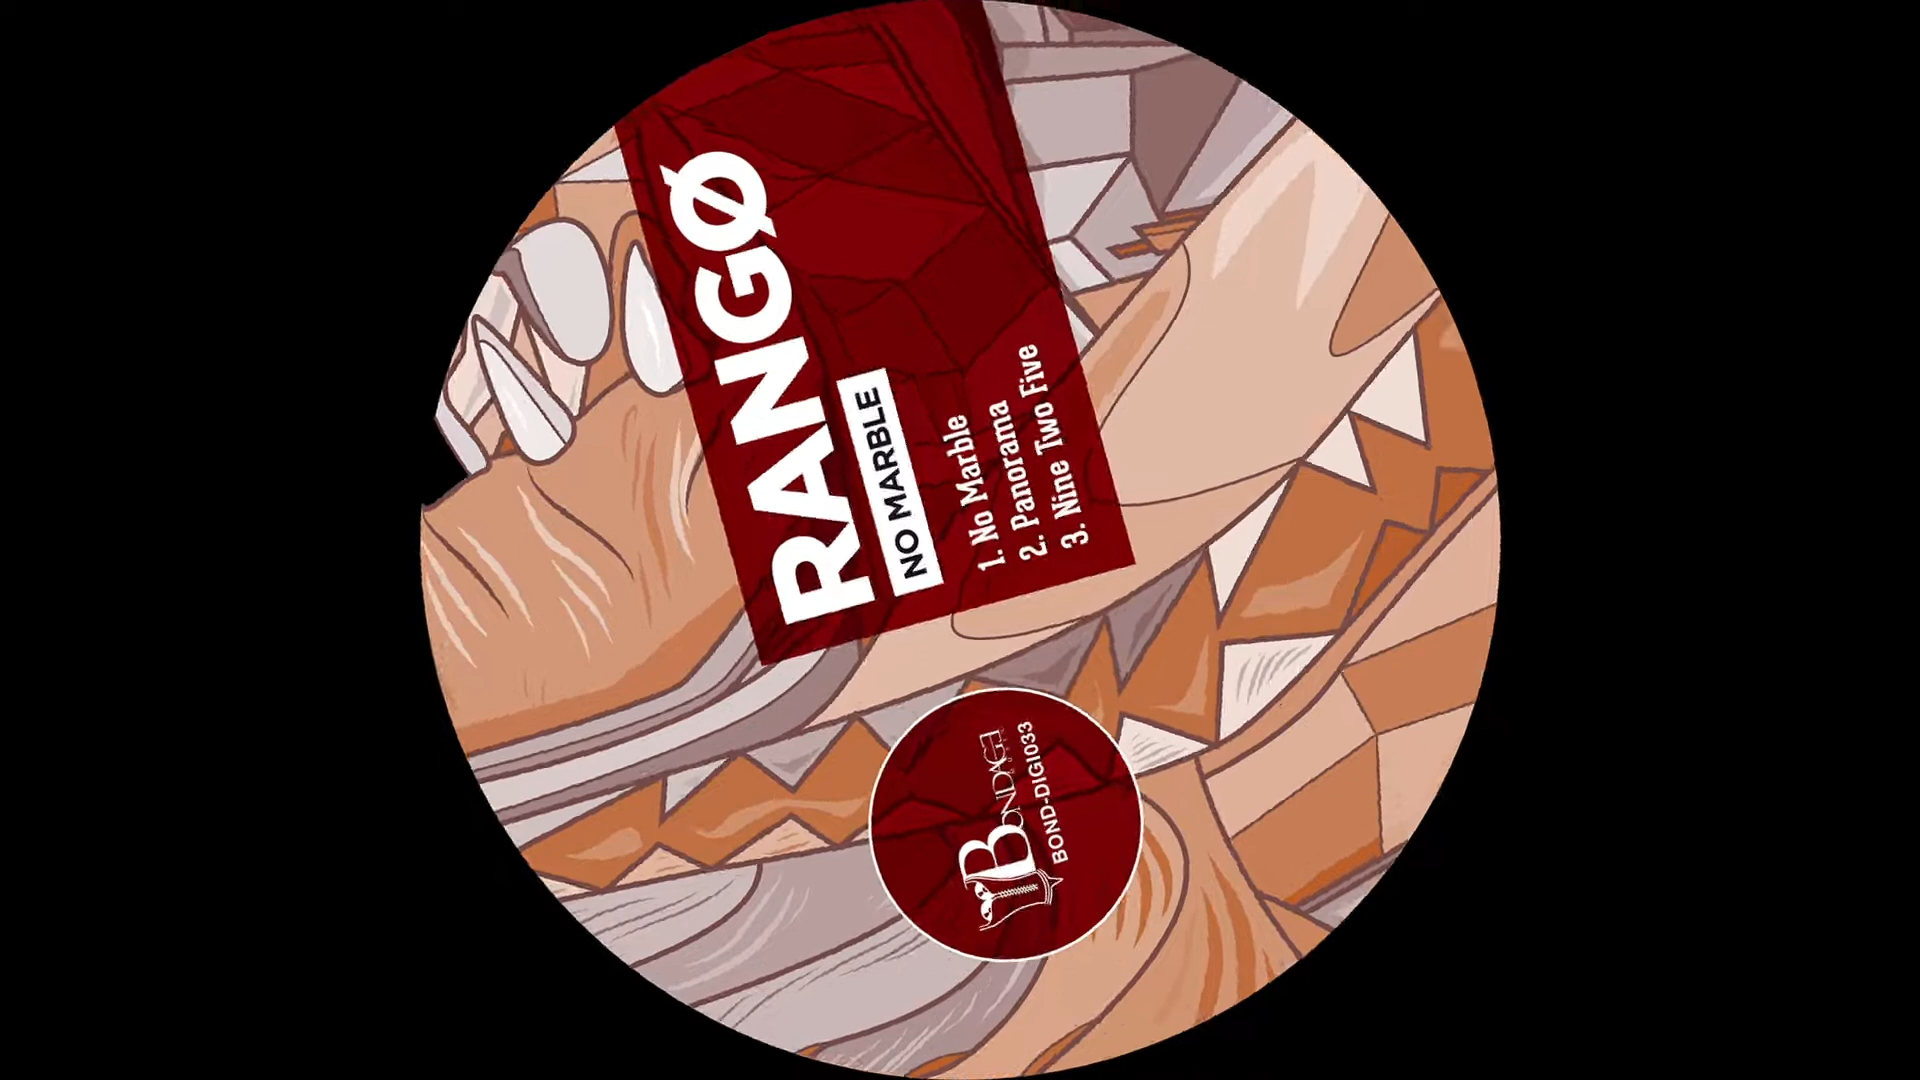 RANGØ
NO MARBLE
1. No Marble
2. Panorama
3. Nine Two Five
BONDAGE
BOND-DIGI033